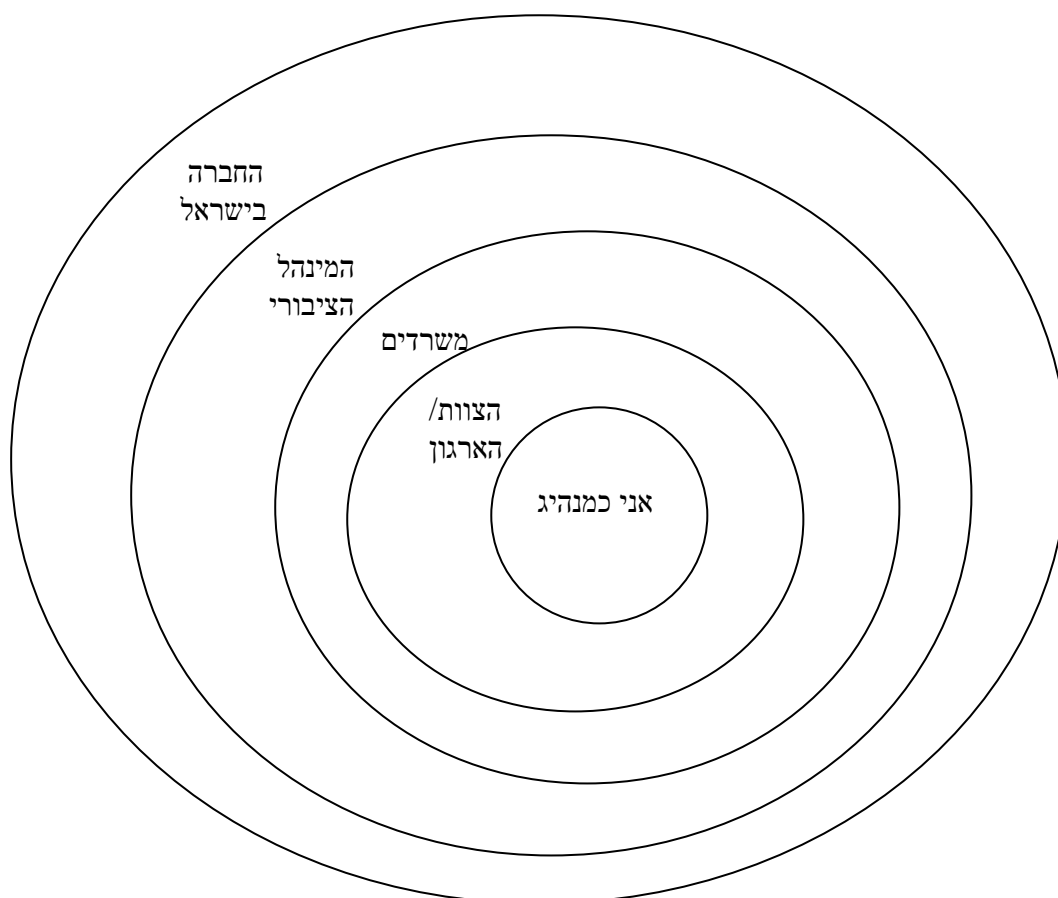 החברה
בישראל
המינהל
הציבורי
משרדים
הצוות/
הארגון
אני כמנהיג